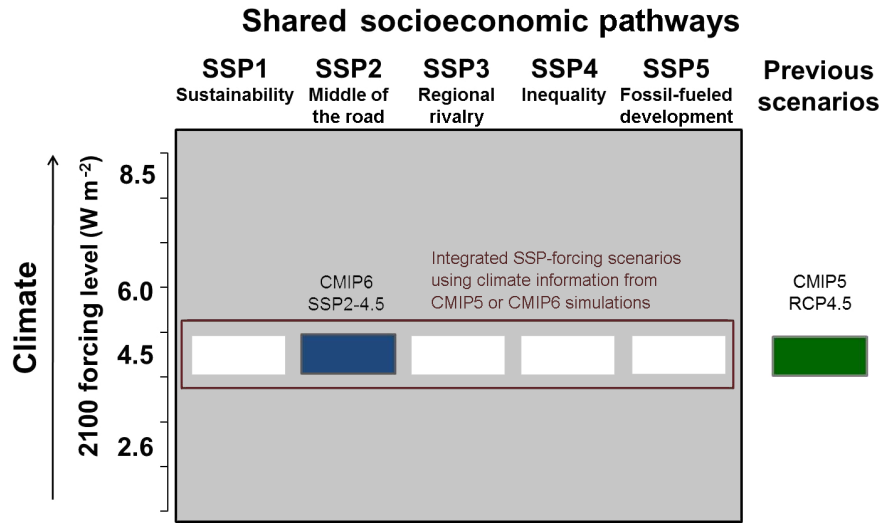 Shared socioeconomic pathways
SSP1
Sustainability
SSP2
Middle of
the road
SSP3
Regional
rivalry
SSP4
Inequality
SSP5
Fossil-fueled
development
Previous
scenarios
Climate
2100 forcing level (W m⁻²)
8.5
6.0
4.5
2.6
CMIP6
SSP2-4.5
Integrated SSP-forcing scenarios
using climate information from
CMIP5 or CMIP6 simulations
CMIP5
RCP4.5